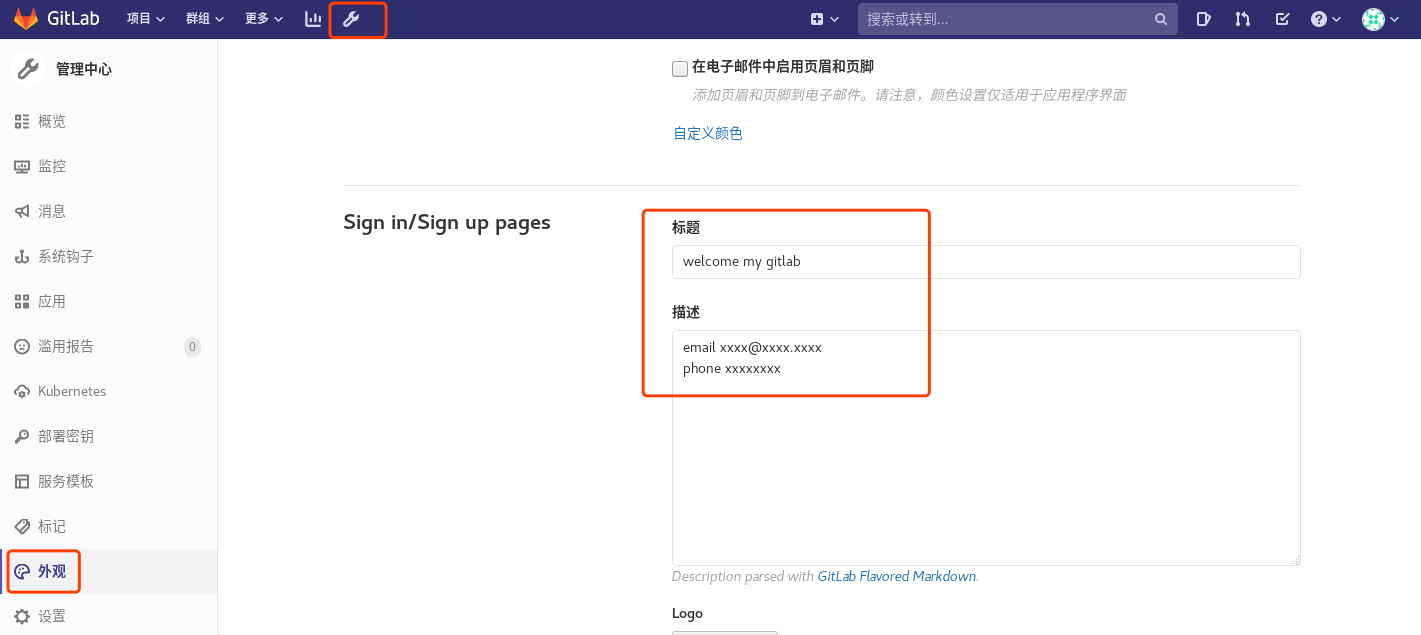 GitLab 项目 群组 更多 搜索或转到...
管理中心
概览
监控
消息
系统钩子
应用
滥用报告 0
Kubernetes
部署密钥
服务模板
标记
外观
设置
在电子邮件中启用页眉和页脚
添加页眉和页脚到电子邮件。请注意，颜色设置仅适用于应用程序界面
自定义颜色
Sign in/Sign up pages
标题
welcome my gitlab
描述
email xxxx@xxxx.xxxx
phone xxxxxxxx
Description parsed with GitLab Flavored Markdown.
Logo